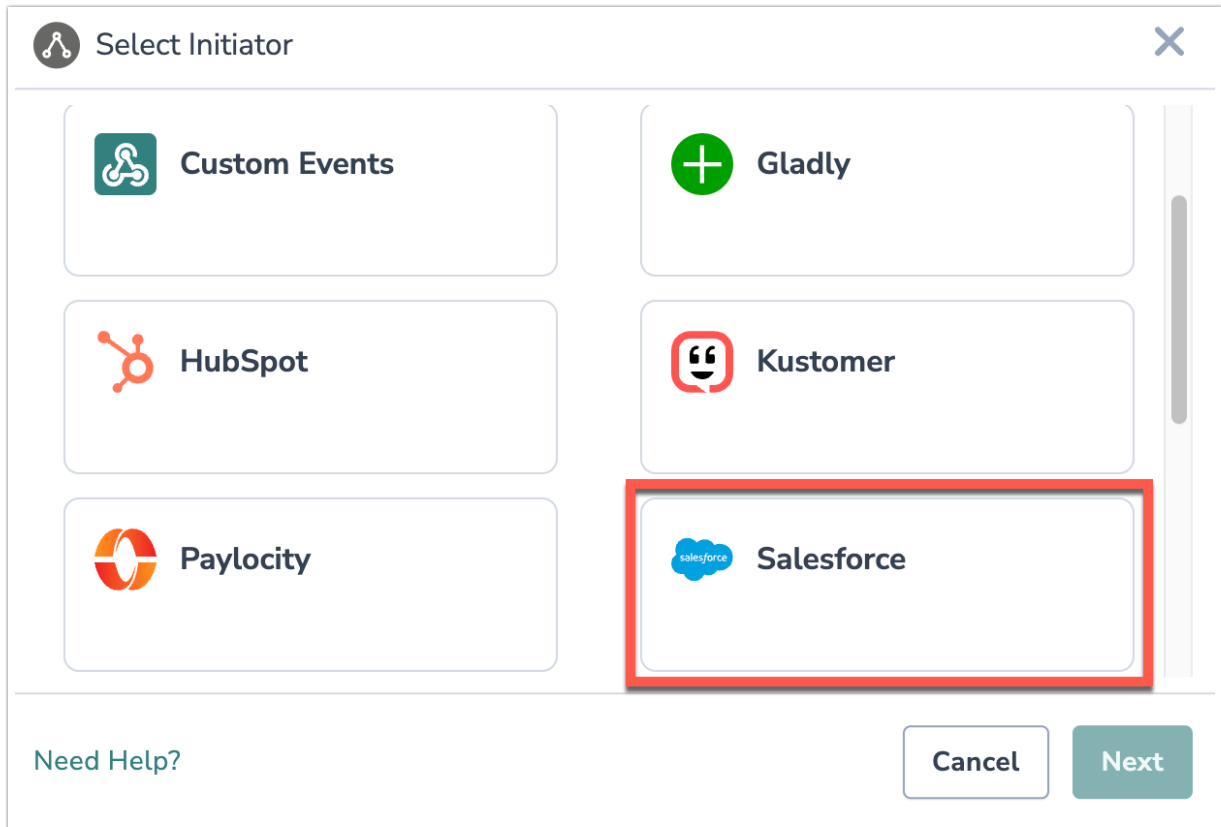 Select Initiator
Custom Events
Gladly
HubSpot
Kustomer
Paylocity
salesforce
Salesforce
Need Help?
Cancel
Next